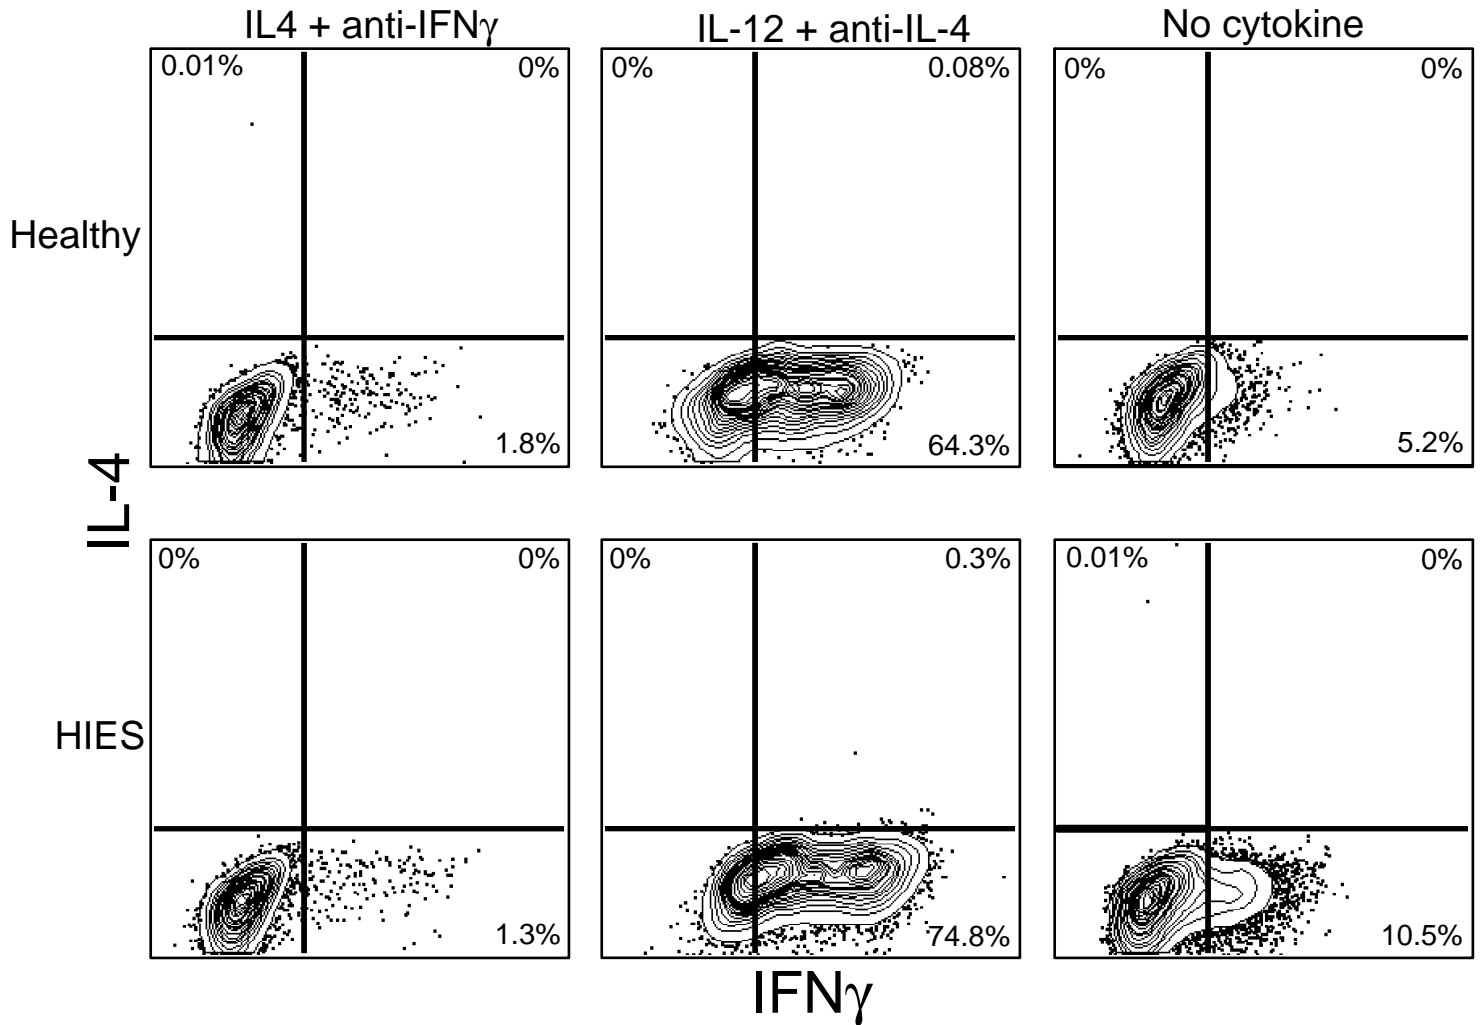 IL4 + anti-IFNγ
IL-12 + anti-IL-4
No cytokine
Healthy
0.01%
0%
1.8%
0%
0.08%
64.3%
0%
0%
5.2%
IL-4
HIES
0%
0%
1.3%
0%
0.3%
74.8%
0.01%
0%
10.5%
IFNγ